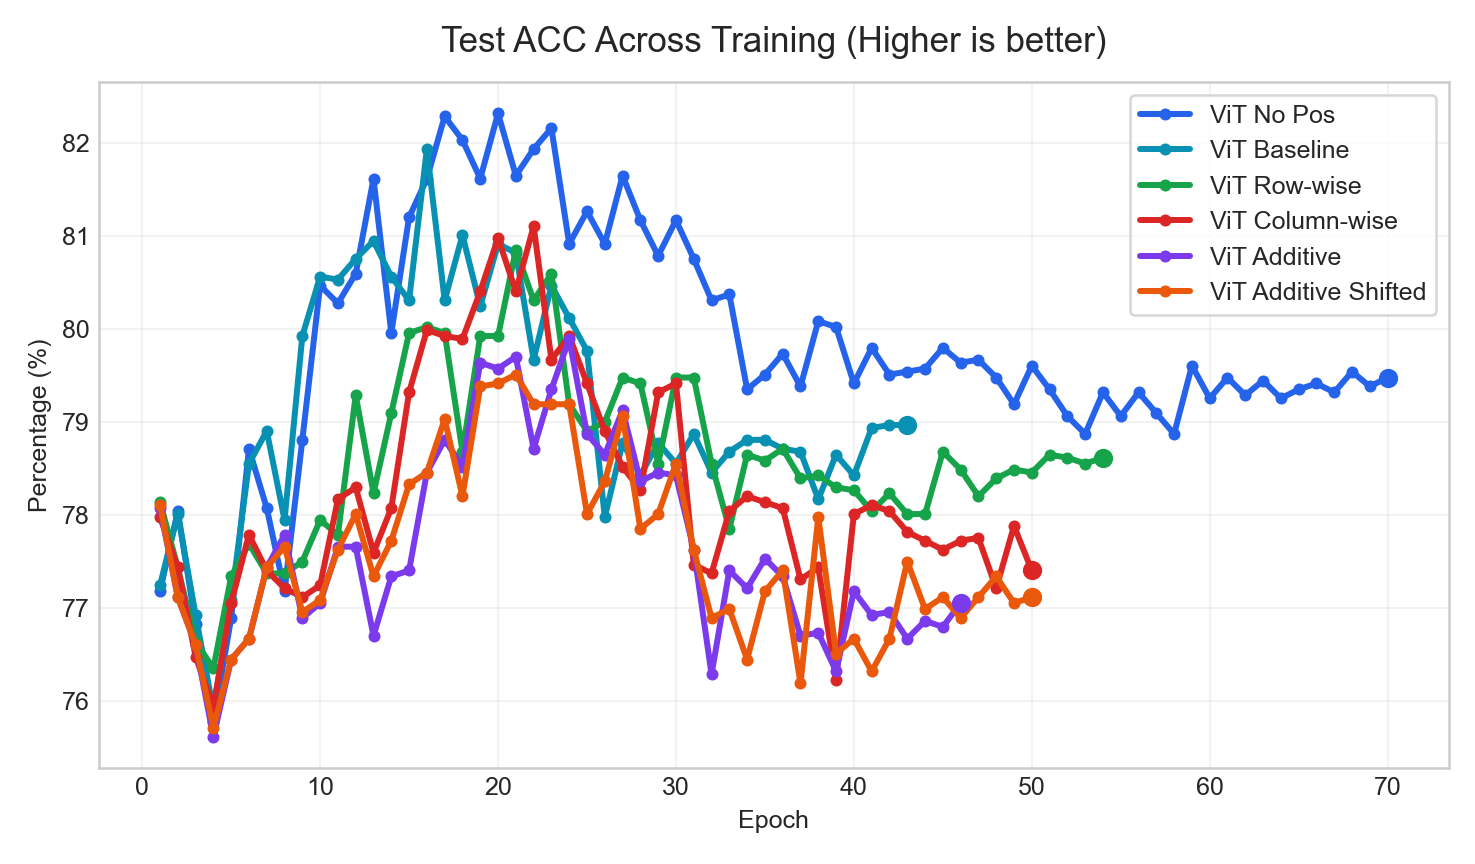 Test ACC Across Training (Higher is better)
ViT No Pos
ViT Baseline
ViT Row-wise
ViT Column-wise
ViT Additive
ViT Additive Shifted
Percentage (%)
82
81
80
79
78
77
76
0 10 20 30 40 50 60 70
Epoch